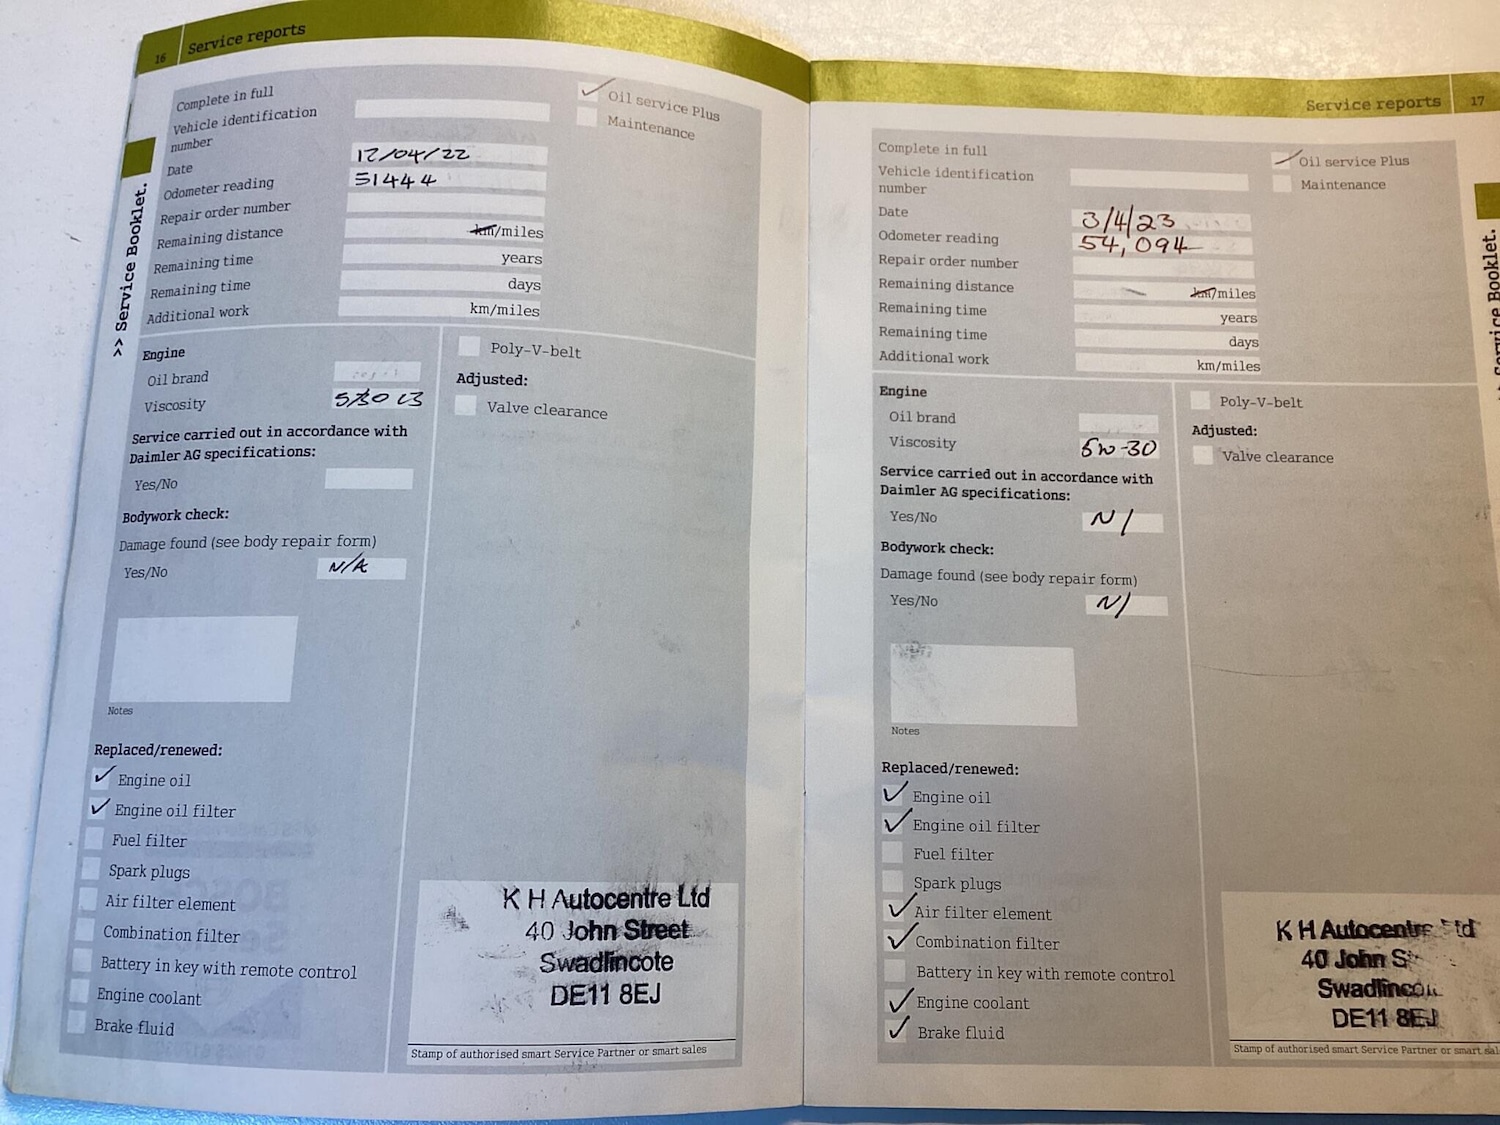 16 Service reports
>> Service Booklet.
Complete in full
Vehicle identification
number
Date 12/04/22
Odometer reading 51444
Repair order number
Remaining distance km/miles
Remaining time years
Remaining time days
Additional work km/miles
Oil service Plus
Maintenance
Engine
Oil brand
Viscosity 5/30 C3
Service carried out in accordance with
Daimler AG specifications:
Yes/No
Bodywork check:
Damage found (see body repair form)
Yes/No N/A
Notes
Replaced/renewed:
Engine oil
Engine oil filter
Fuel filter
Spark plugs
Air filter element
Combination filter
Battery in key with remote control
Engine coolant
Brake fluid
Poly-V-belt
Adjusted:
Valve clearance
K H Autocentre Ltd
40 John Street
Swadlincote
DE11 8EJ
Stamp of authorised smart Service Partner or smart sales
Service reports 17
Complete in full
Vehicle identification
number
Date 3/4/23
Odometer reading 54,094
Repair order number
Remaining distance km/miles
Remaining time years
Remaining time days
Additional work km/miles
Oil service Plus
Maintenance
Engine
Oil brand
Viscosity 5w-30
Service carried out in accordance with
Daimler AG specifications:
Yes/No N/
Bodywork check:
Damage found (see body repair form)
Yes/No N/
Notes
Replaced/renewed:
Engine oil
Engine oil filter
Fuel filter
Spark plugs
Air filter element
Combination filter
Battery in key with remote control
Engine coolant
Brake fluid
Poly-V-belt
Adjusted:
Valve clearance
K H Autocentre Ltd
40 John S
Swadlinco
DE11 8EJ
Stamp of authorised smart Service Partner or smart sal
Service Booklet.